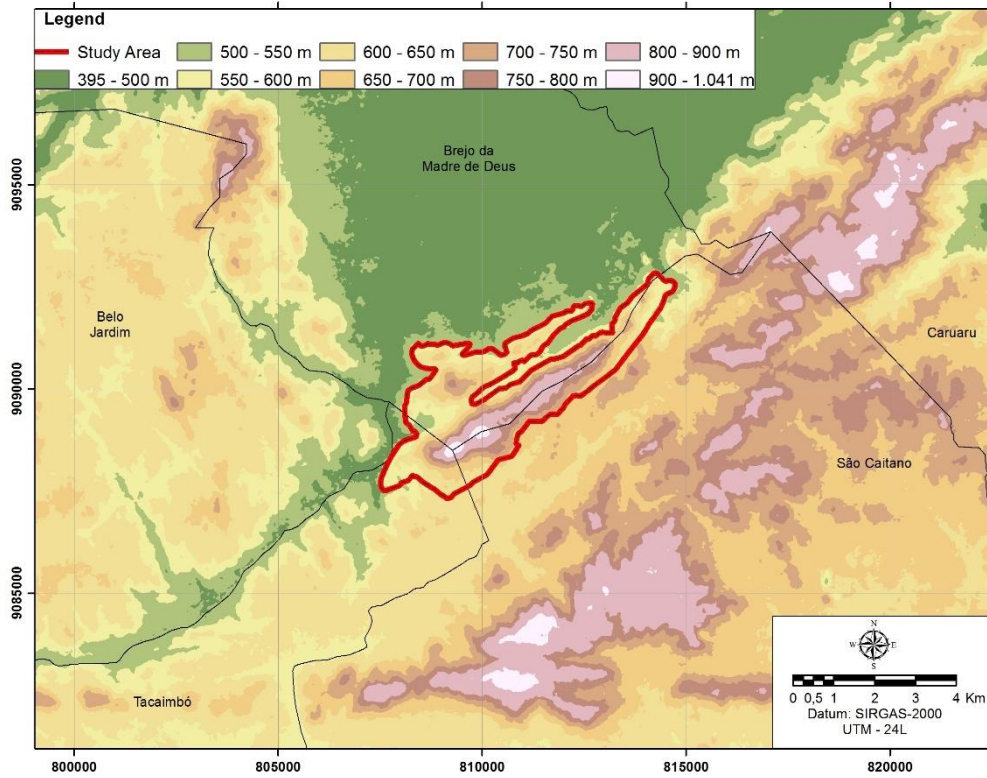 Legend
Study Area
500 - 550 m
600 - 650 m
700 - 750 m
800 - 900 m
395 - 500 m
550 - 600 m
650 - 700 m
750 - 800 m
900 - 1.041 m
Brejo da
Madre de Deus
Belo
Jardim
Caruaru
São Caitano
Tacaimbó
9095000
9090000
9085000
N
W
E
S
0 0,5 1 2 3 4 Km
Datum: SIRGAS-2000
UTM - 24L
800000
805000
810000
815000
820000